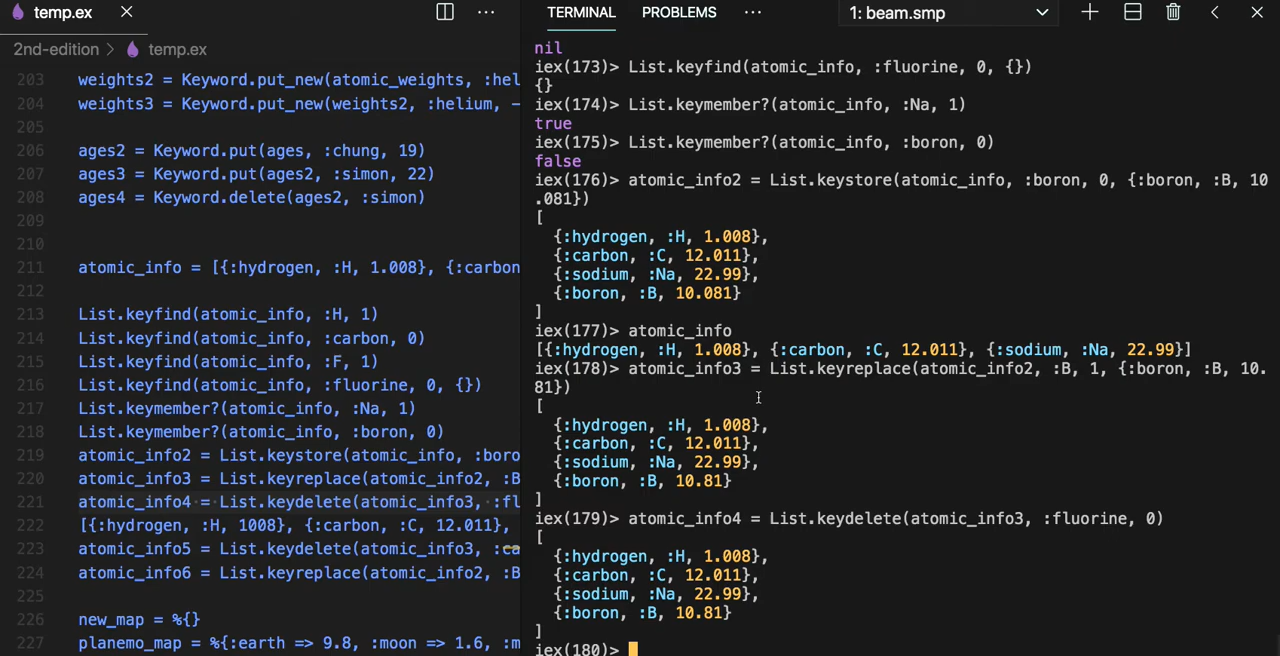 temp.ex
2nd-edition > temp.ex
203 weights2 = Keyword.put_new(atomic_weights, :hel
204 weights3 = Keyword.put_new(weights2, :helium, -
205
206 ages2 = Keyword.put(ages, :chung, 19)
207 ages3 = Keyword.put(ages2, :simon, 22)
208 ages4 = Keyword.delete(ages2, :simon)
209
210
211 atomic_info = [{:hydrogen, :H, 1.008}, {:carbon
212
213 List.keyfind(atomic_info, :H, 1)
214 List.keyfind(atomic_info, :carbon, 0)
215 List.keyfind(atomic_info, :F, 1)
216 List.keyfind(atomic_info, :fluorine, 0, {})
217 List.keymember?(atomic_info, :Na, 1)
218 List.keymember?(atomic_info, :boron, 0)
219 atomic_info2 = List.keystore(atomic_info, :boro
220 atomic_info3 = List.keyreplace(atomic_info2, :B
221 atomic_info4 = List.keydelete(atomic_info3, :fl
222 [{:hydrogen, :H, 1008}, {:carbon, :C, 12.011},
223 atomic_info5 = List.keydelete(atomic_info3, :ca
224 atomic_info6 = List.keyreplace(atomic_info2, :B
225
226 new_map = %{}
227 planemo_map = %{:earth => 9.8, :moon => 1.6, :m
TERMINAL PROBLEMS ... 1: beam.smp
nil
iex(173)> List.keyfind(atomic_info, :fluorine, 0, {})
{}
iex(174)> List.keymember?(atomic_info, :Na, 1)
true
iex(175)> List.keymember?(atomic_info, :boron, 0)
false
iex(176)> atomic_info2 = List.keystore(atomic_info, :boron, 0, {:boron, :B, 10
.081})
[
{:hydrogen, :H, 1.008},
{:carbon, :C, 12.011},
{:sodium, :Na, 22.99},
{:boron, :B, 10.081}
]
iex(177)> atomic_info
[{:hydrogen, :H, 1.008}, {:carbon, :C, 12.011}, {:sodium, :Na, 22.99}]
iex(178)> atomic_info3 = List.keyreplace(atomic_info2, :B, 1, {:boron, :B, 10.
81})
[
{:hydrogen, :H, 1.008},
{:carbon, :C, 12.011},
{:sodium, :Na, 22.99},
{:boron, :B, 10.81}
]
iex(179)> atomic_info4 = List.keydelete(atomic_info3, :fluorine, 0)
[
{:hydrogen, :H, 1.008},
{:carbon, :C, 12.011},
{:sodium, :Na, 22.99},
{:boron, :B, 10.81}
]
iex(180)>